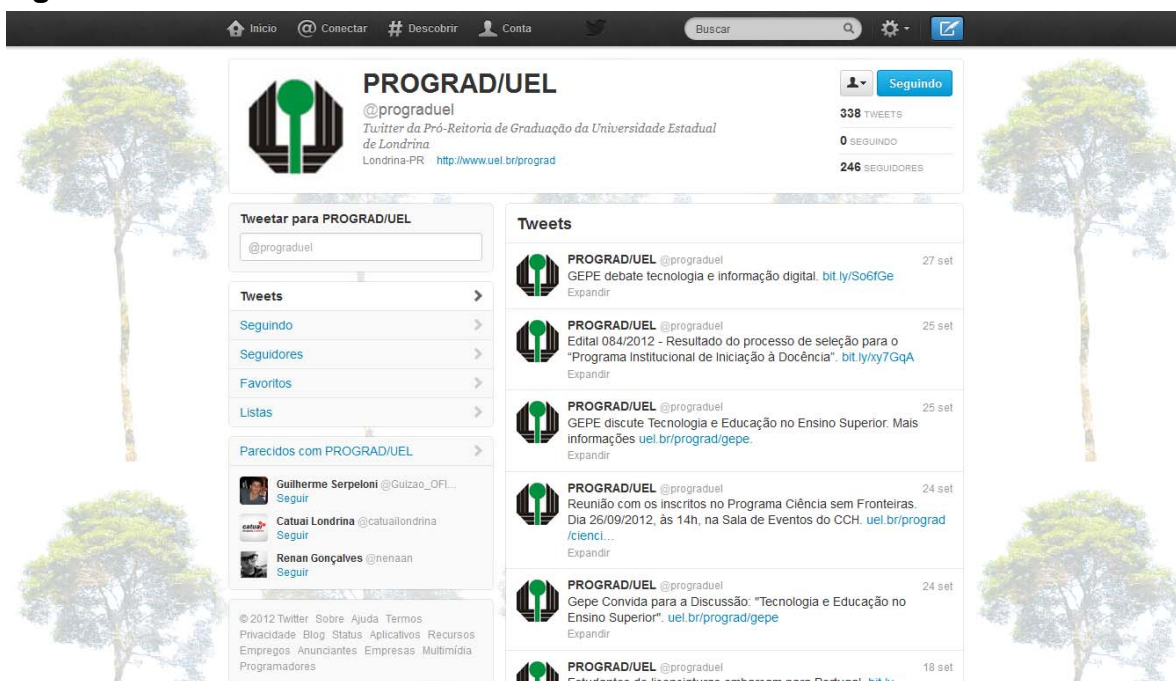 Início @ Conectar # Descobrir Conta Buscar
PROGRAD/UEL
@prograduel
Twitter da Pró-Reitoria de Graduação da Universidade Estadual
de Londrina
Londrina-PR http://www.uel.br/prograd
Seguindo
338 TWEETS
0 SEGUINDO
246 SEGUIDORES
Tweetar para PROGRAD/UEL
@prograduel
Tweets
Seguindo
Seguidores
Favoritos
Listas
Parecidos com PROGRAD/UEL
Guilherme Serpeloni @Guizao_OFI...
Seguir
catuaí
Catuai Londrina @catuailondrina
Seguir
Renan Gonçalves @nenaan
Seguir
© 2012 Twitter Sobre Ajuda Termos
Privacidade Blog Status Aplicativos Recursos
Empregos Anunciantes Empresas Multimídia
Programadores
Tweets
PROGRAD/UEL @prograduel 27 set
GEPE debate tecnologia e informação digital. bit.ly/So6fGe
Expandir
PROGRAD/UEL @prograduel 25 set
Edital 084/2012 - Resultado do processo de seleção para o
“Programa Institucional de Iniciação à Docência”. bit.ly/xy7GqA
Expandir
PROGRAD/UEL @prograduel 25 set
GEPE discute Tecnologia e Educação no Ensino Superior. Mais
informações uel.br/prograd/gepe.
Expandir
PROGRAD/UEL @prograduel 24 set
Reunião com os inscritos no Programa Ciência sem Fronteiras.
Dia 26/09/2012, às 14h, na Sala de Eventos do CCH. uel.br/prograd
/cienci...
Expandir
PROGRAD/UEL @prograduel 24 set
Gepe Convida para a Discussão: "Tecnologia e Educação no
Ensino Superior". uel.br/prograd/gepe
Expandir
PROGRAD/UEL @prograduel 18 set